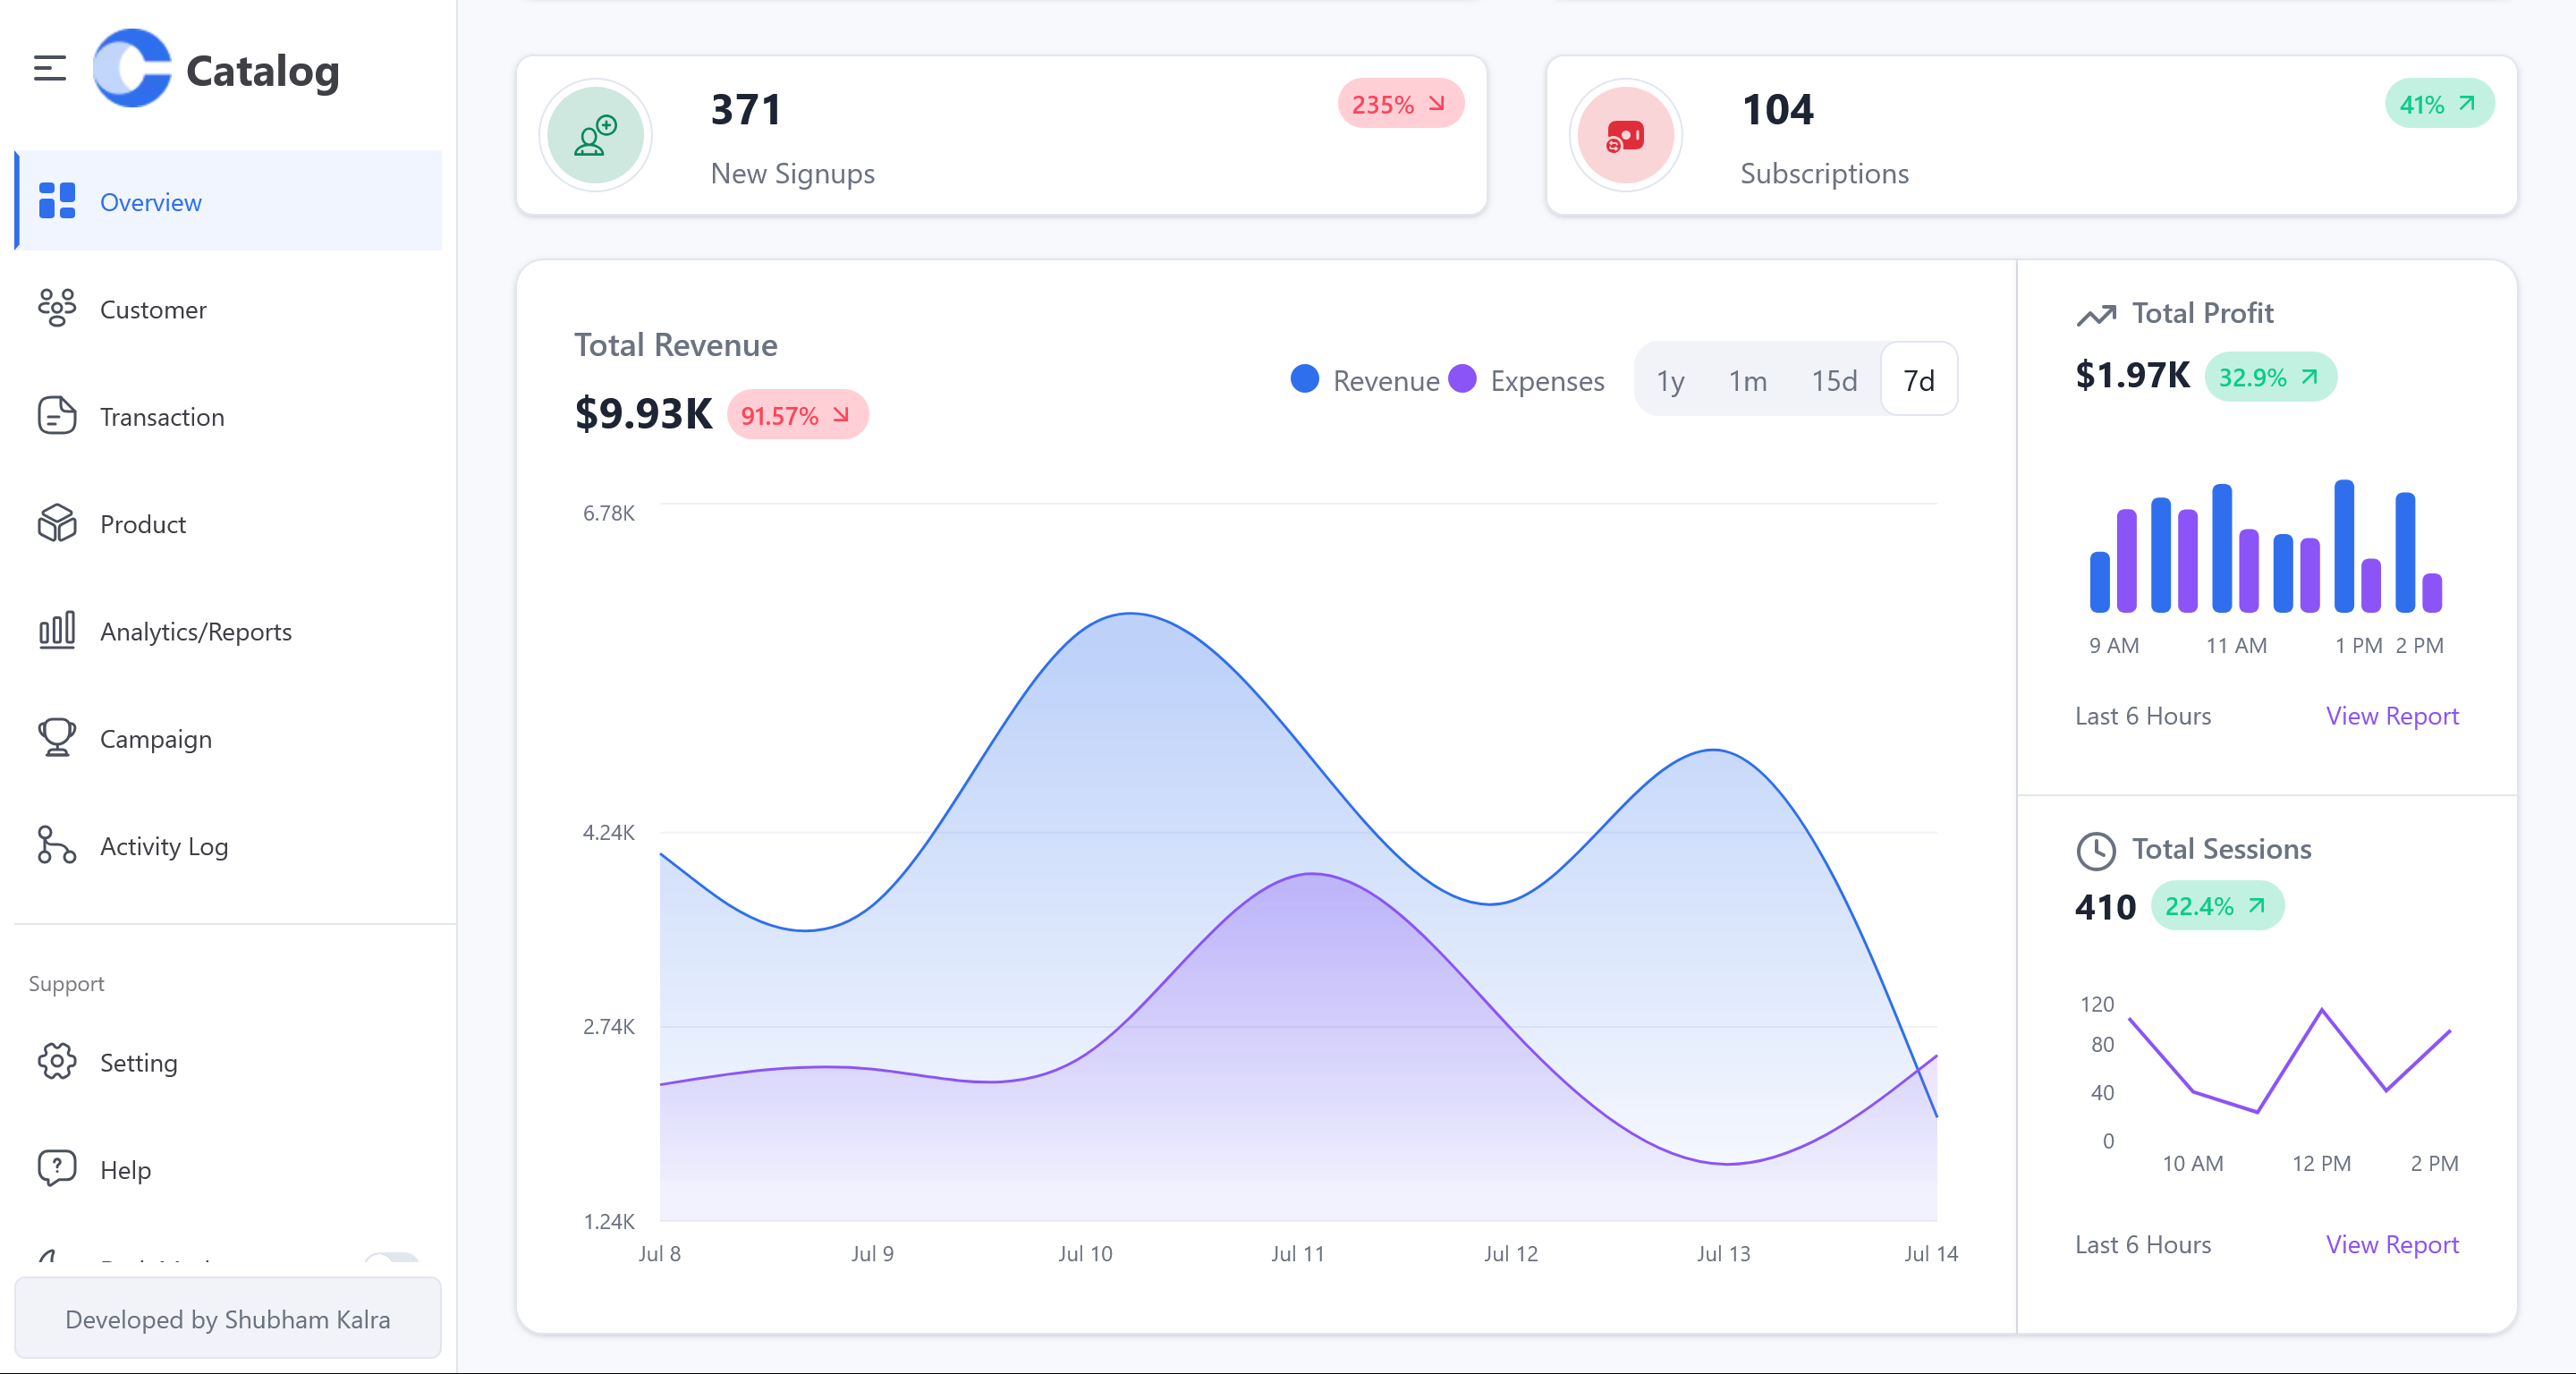 Catalog
Overview
Customer
Transaction
Product
Analytics/Reports
Campaign
Activity Log
Support
Setting
Help
Developed by Shubham Kalra
371
New Signups
235%
104
Subscriptions
41%
Total Revenue
$9.93K 91.57%
Revenue Expenses
1y 1m 15d 7d
6.78K
4.24K
2.74K
1.24K
Jul 8 Jul 9 Jul 10 Jul 11 Jul 12 Jul 13 Jul 14
Total Profit
$1.97K 32.9%
9 AM 11 AM 1 PM 2 PM
Last 6 Hours View Report
Total Sessions
410 22.4%
120
80
40
0
10 AM 12 PM 2 PM
Last 6 Hours View Report